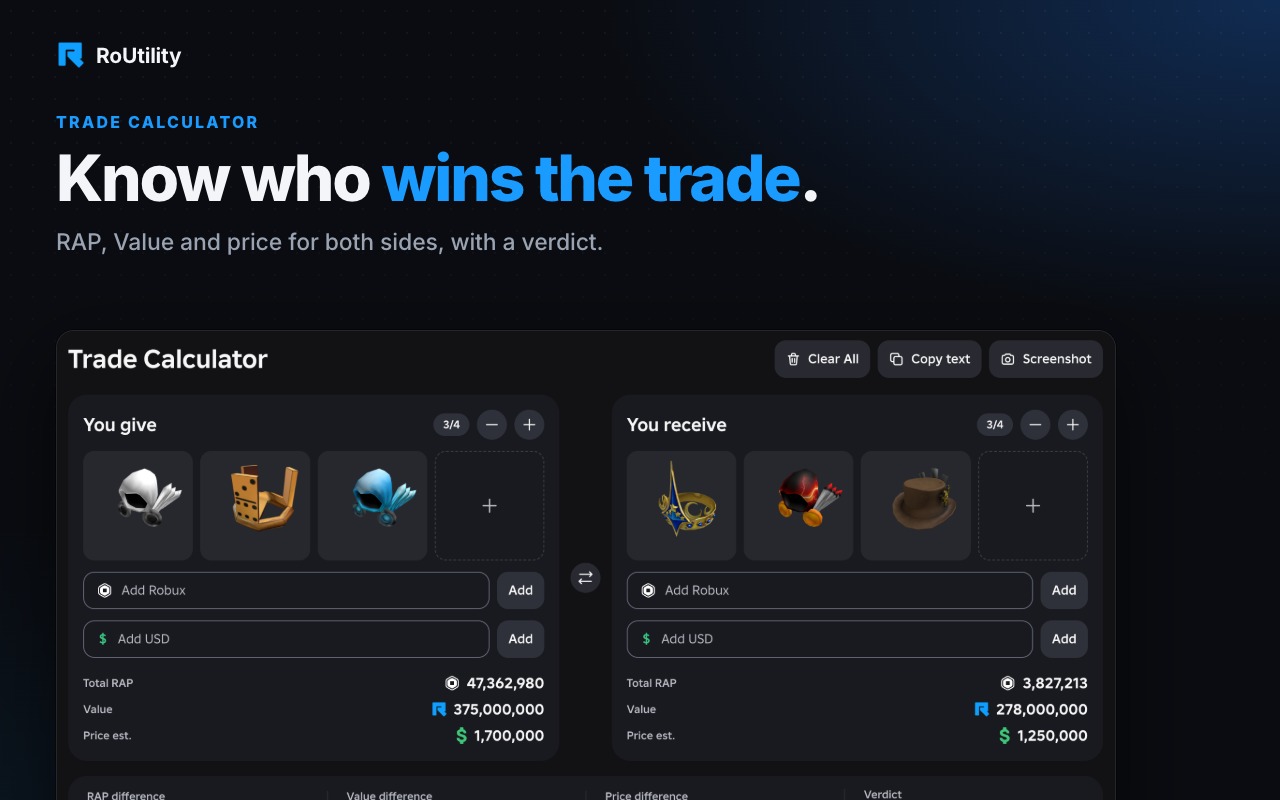 RoUtility
TRADE CALCULATOR
Know who wins the trade.
RAP, Value and price for both sides, with a verdict.
Trade Calculator
Clear All
Copy text
Screenshot
You give
3/4
Add Robux
Add
$ Add USD
Add
Total RAP 47,362,980
Value 375,000,000
Price est. $ 1,700,000
You receive
3/4
Add Robux
Add
$ Add USD
Add
Total RAP 3,827,213
Value 278,000,000
Price est. $ 1,250,000
RAP difference
Value difference
Price difference
Verdict